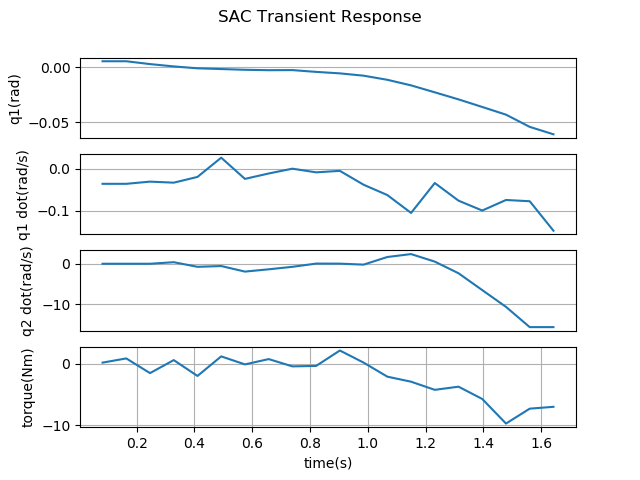 SAC Transient Response
q1(rad)
0.00
−0.05
q1 dot(rad/s)
0.0
−0.1
q2 dot(rad/s)
0
−10
torque(Nm)
0
−10
0.2 0.4 0.6 0.8 1.0 1.2 1.4 1.6
time(s)